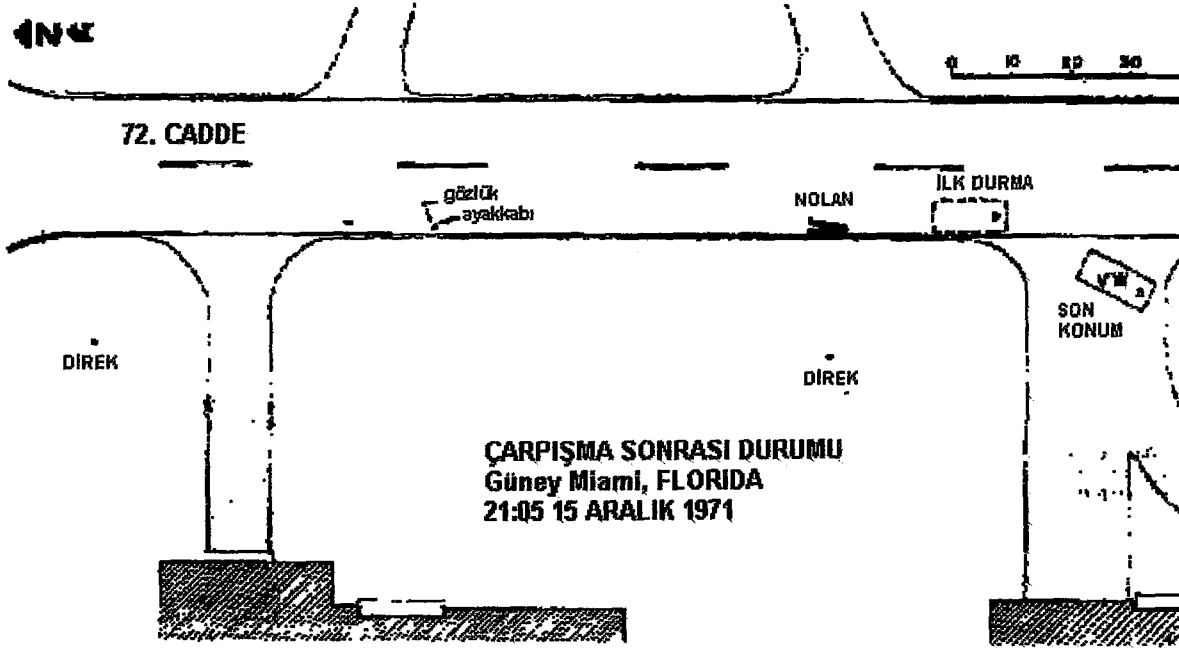 N
0 10 20 30
72. CADDE
gözlük
ayakkabı
NOLAN
İLK DURMA
VW
SON
KONUM
DİREK
DİREK
ÇARPIŞMA SONRASI DURUMU
Güney Miami, FLORIDA
21:05 15 ARALIK 1971